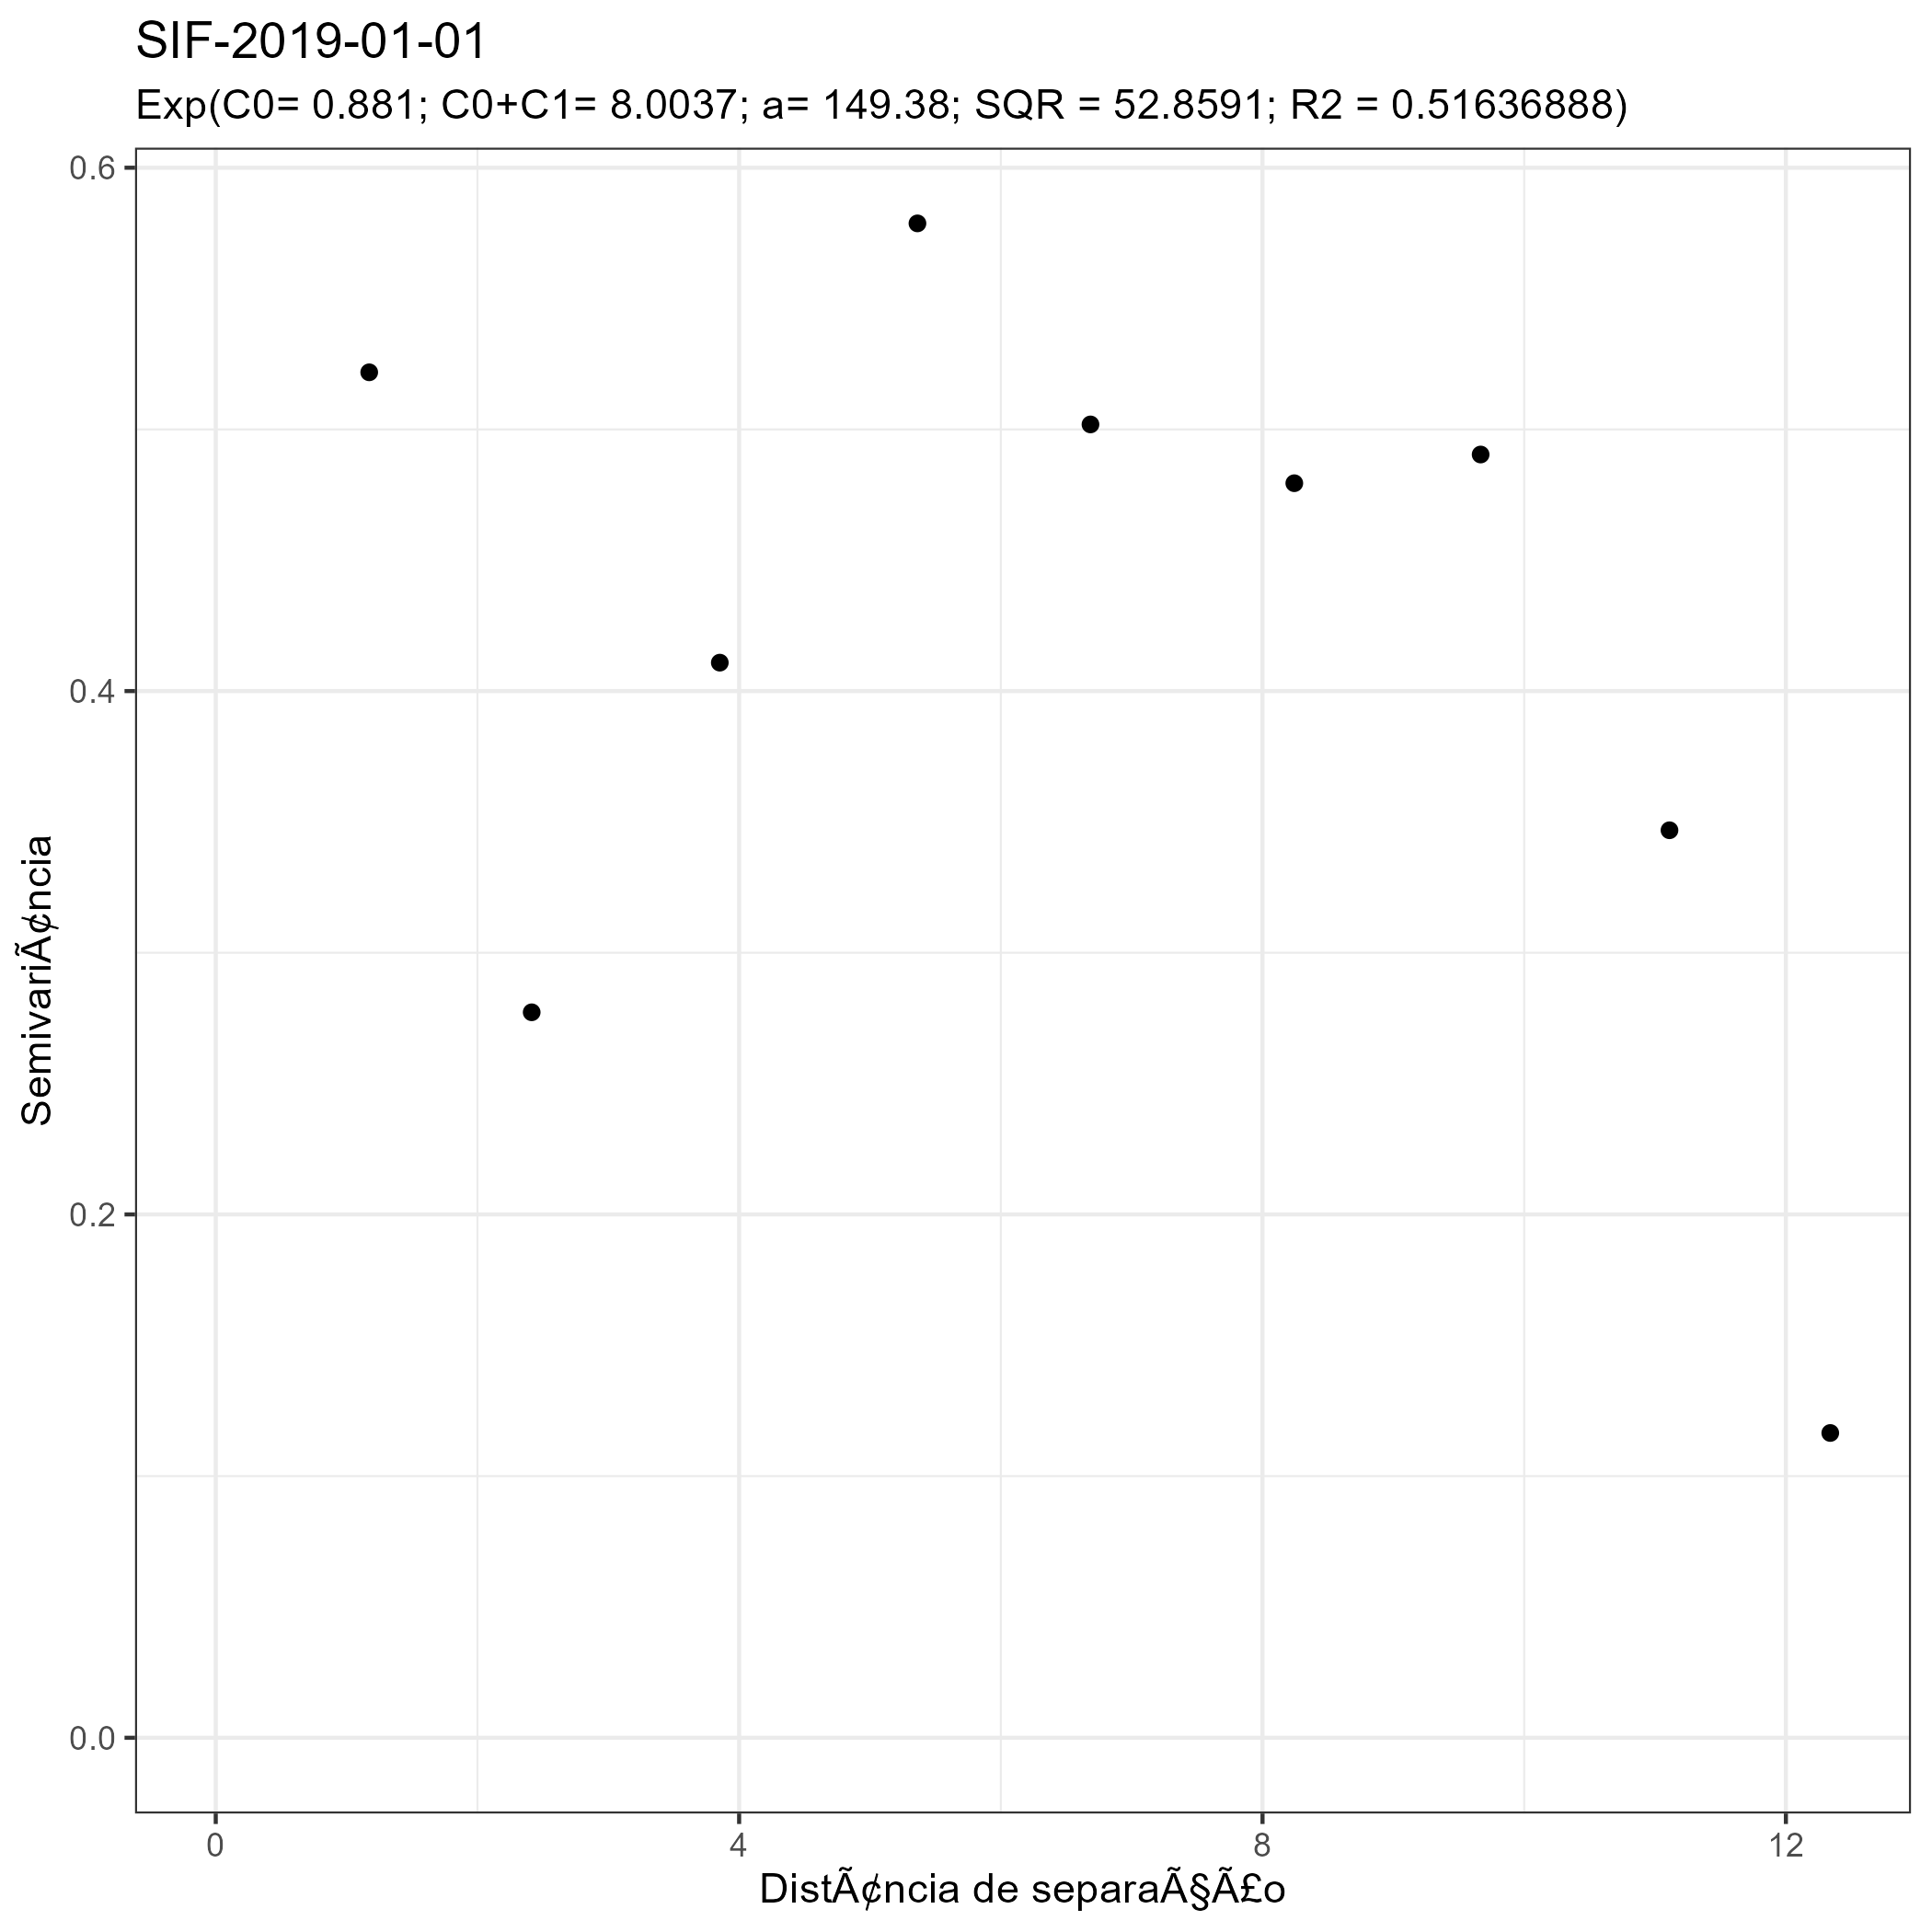 SIF-2019-01-01
Exp(C0= 0.881; C0+C1= 8.0037; a= 149.38; SQR = 52.8591; R2 = 0.51636888)
0.6
0.4
0.2
0.0
SemivariÃ¢ncia
0 4 8 12
DistÃ¢ncia de separaÃ§Ã£o